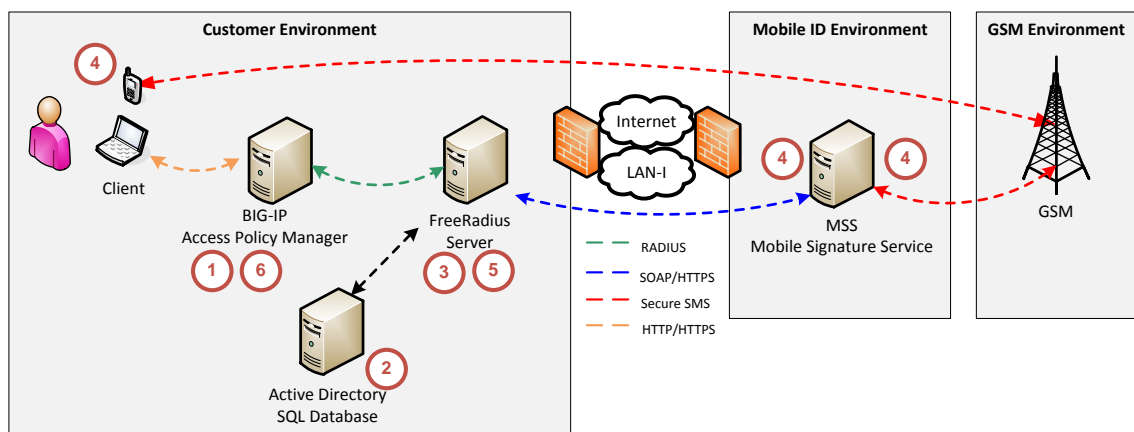 Customer Environment
Mobile ID Environment
GSM Environment
4
Client
BIG-IP
Access Policy Manager
1
6
FreeRadius
Server
3
5
2
Active Directory
SQL Database
Internet
LAN-I
4
4
MSS
Mobile Signature Service
GSM
RADIUS
SOAP/HTTPS
Secure SMS
HTTP/HTTPS